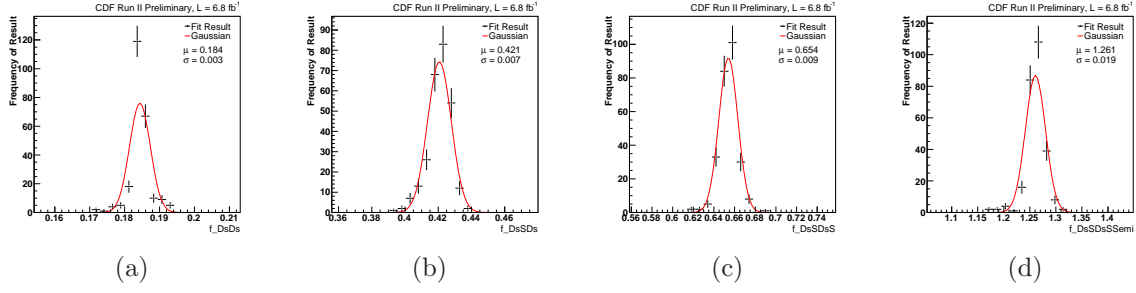 CDF Run II Preliminary, L = 6.8 fb⁻¹
Frequency of Result
Fit Result
Gaussian
μ = 0.184
σ = 0.003
120
100
80
60
40
20
0
0.16 0.17 0.18 0.19 0.2 0.21
f_DsDs
(a)
CDF Run II Preliminary, L = 6.8 fb⁻¹
Frequency of Result
Fit Result
Gaussian
μ = 0.421
σ = 0.007
90
80
70
60
50
40
30
20
10
0
0.36 0.38 0.4 0.42 0.44 0.46
f_DsSDs
(b)
CDF Run II Preliminary, L = 6.8 fb⁻¹
Frequency of Result
Fit Result
Gaussian
μ = 0.654
σ = 0.009
100
80
60
40
20
0
0.56 0.58 0.6 0.62 0.64 0.66 0.68 0.7 0.72 0.74
f_DsSDsS
(c)
CDF Run II Preliminary, L = 6.8 fb⁻¹
Frequency of Result
Fit Result
Gaussian
μ = 1.261
σ = 0.019
120
100
80
60
40
20
0
1.1 1.15 1.2 1.25 1.3 1.35 1.4
f_DsSDsSSemi
(d)